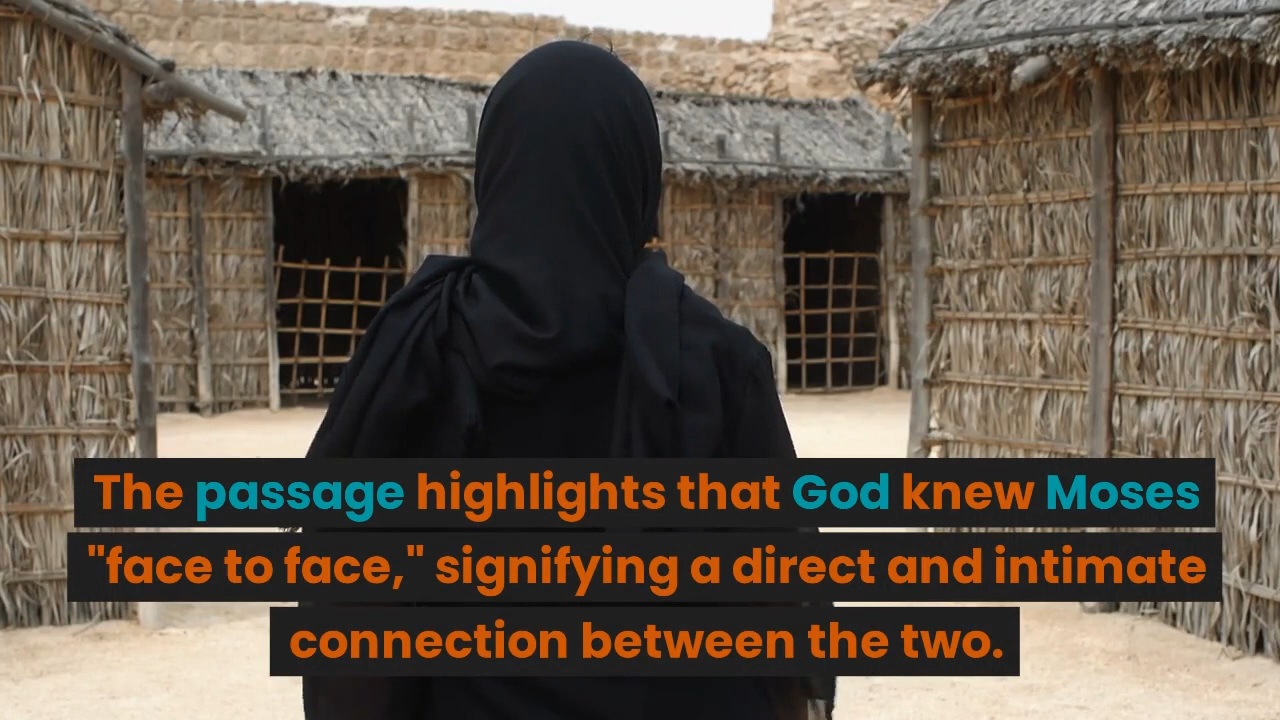 The passage highlights that God knew Moses
"face to face," signifying a direct and intimate
connection between the two.